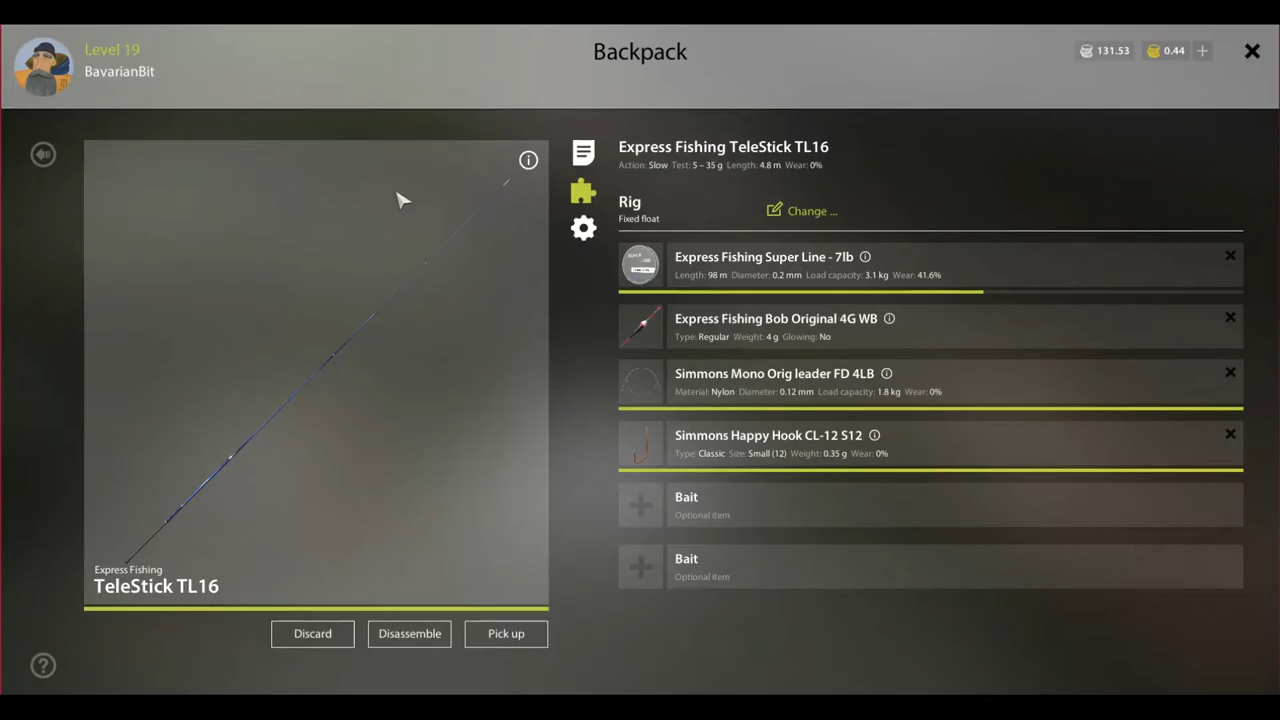 Level 19
BavarianBit
Backpack
131.53
0.44
Express Fishing TeleStick TL16
Action: Slow Test: 5 – 35 g Length: 4.8 m Wear: 0%
Rig
Fixed float
Change ...
Express Fishing Super Line - 7lb
Length: 98 m Diameter: 0.2 mm Load capacity: 3.1 kg Wear: 41.6%
Express Fishing Bob Original 4G WB
Type: Regular Weight: 4 g Glowing: No
Simmons Mono Orig leader FD 4LB
Material: Nylon Diameter: 0.12 mm Load capacity: 1.8 kg Wear: 0%
Simmons Happy Hook CL-12 S12
Type: Classic Size: Small (12) Weight: 0.35 g Wear: 0%
Bait
Optional item
Bait
Optional item
Express Fishing
TeleStick TL16
Discard
Disassemble
Pick up